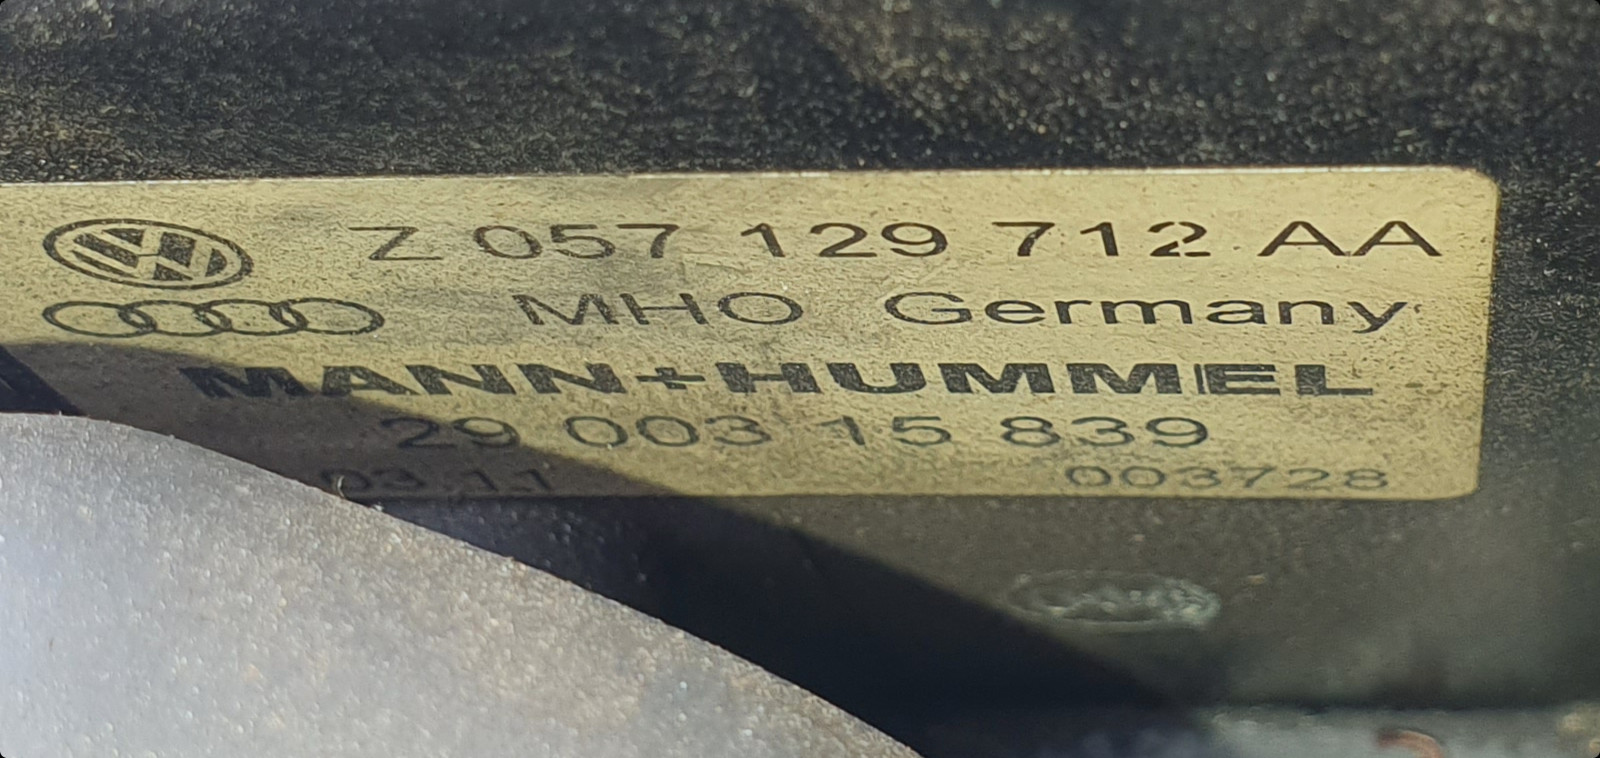 Z 057 129 712 AA
MHO Germany
MANN+HUMMEL
29 003 15 839
03.11 003728